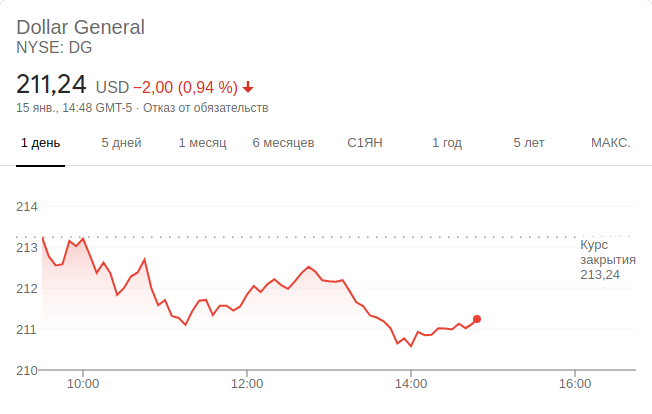 Dollar General
NYSE: DG
211,24 USD −2,00 (0,94 %)
15 янв., 14:48 GMT-5 · Отказ от обязательств
1 день 5 дней 1 месяц 6 месяцев С1ЯН 1 год 5 лет МАКС.
214
213
212
211
210
Курс
закрытия
213,24
10:00 12:00 14:00 16:00